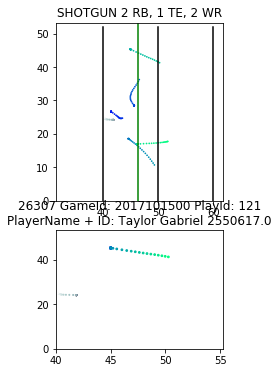 SHOTGUN 2 RB, 1 TE, 2 WR
50
40
30
20
10
0
40 50 60
26307 GameId: 2017101500 PlayId: 121
PlayerName + ID: Taylor Gabriel 2550617.0
40
20
0
40 45 50 55